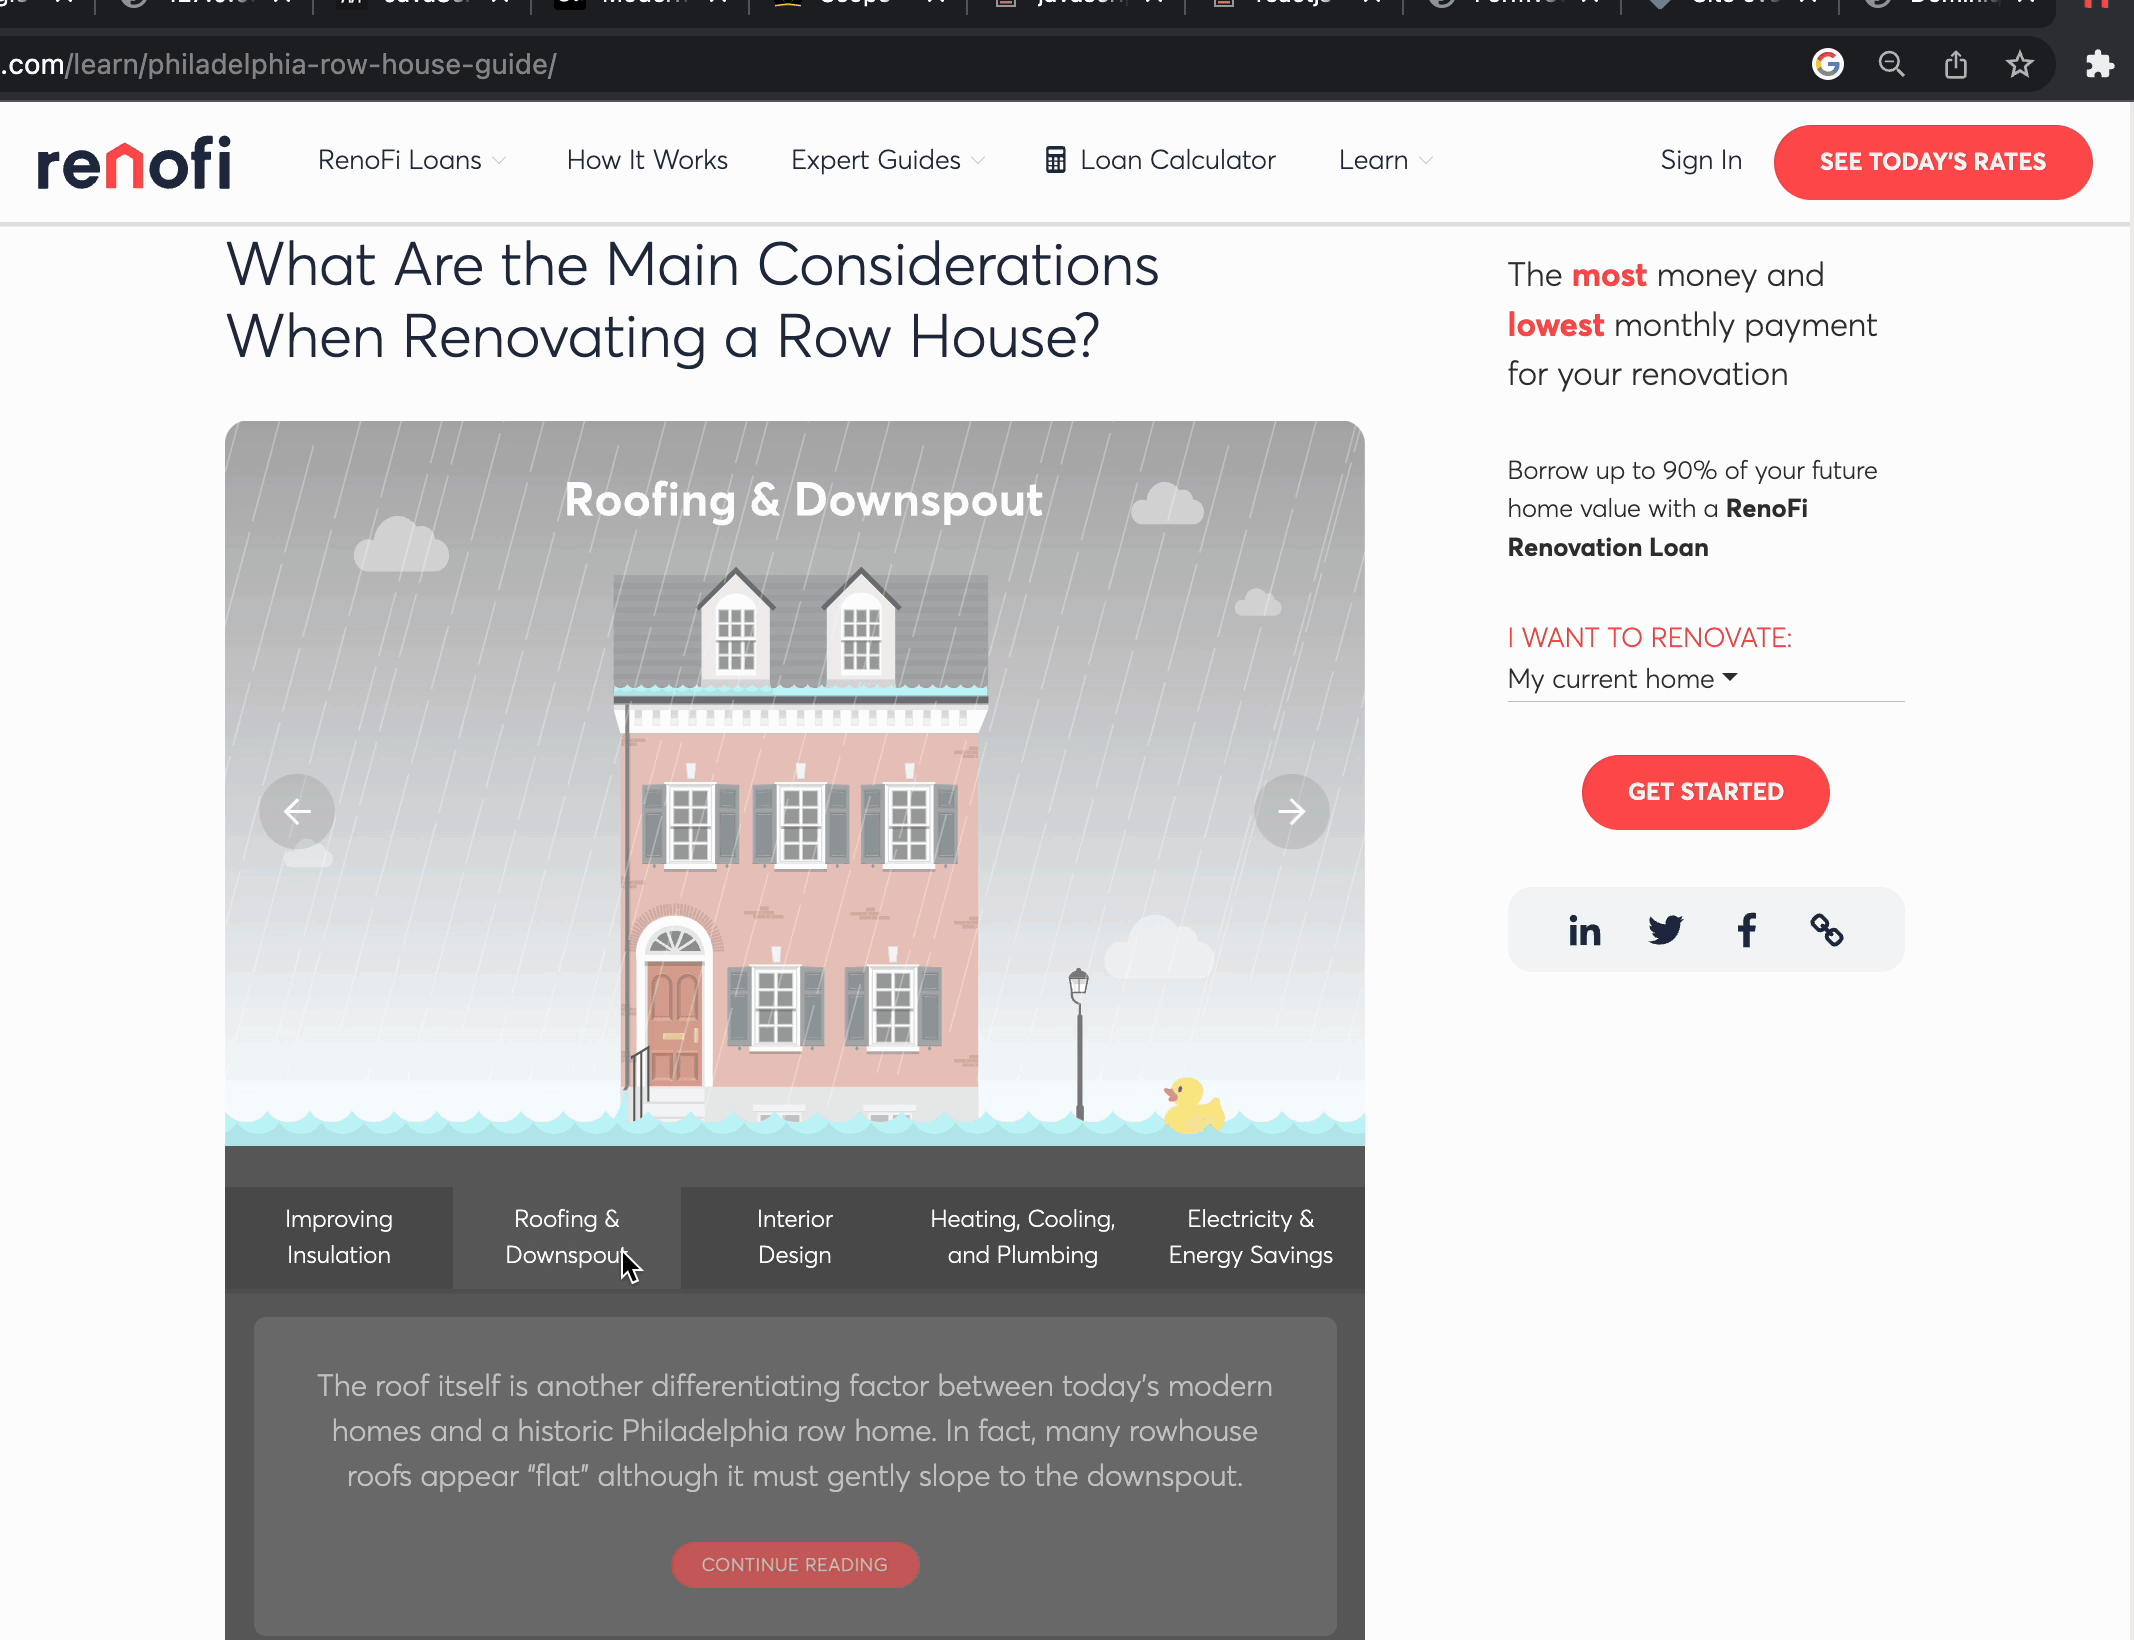 .com/learn/philadelphia-row-house-guide/
renofi
RenoFi Loans
How It Works
Expert Guides
Loan Calculator
Learn
Sign In
SEE TODAY'S RATES
What Are the Main Considerations
When Renovating a Row House?
The most money and
lowest monthly payment
for your renovation
Borrow up to 90% of your future
home value with a RenoFi
Renovation Loan
I WANT TO RENOVATE:
My current home
GET STARTED
Roofing & Downspout
Improving
Insulation
Roofing &
Downspout
Interior
Design
Heating, Cooling,
and Plumbing
Electricity &
Energy Savings
The roof itself is another differentiating factor between today's modern
homes and a historic Philadelphia row home. In fact, many rowhouse
roofs appear "flat" although it must gently slope to the downspout.
CONTINUE READING